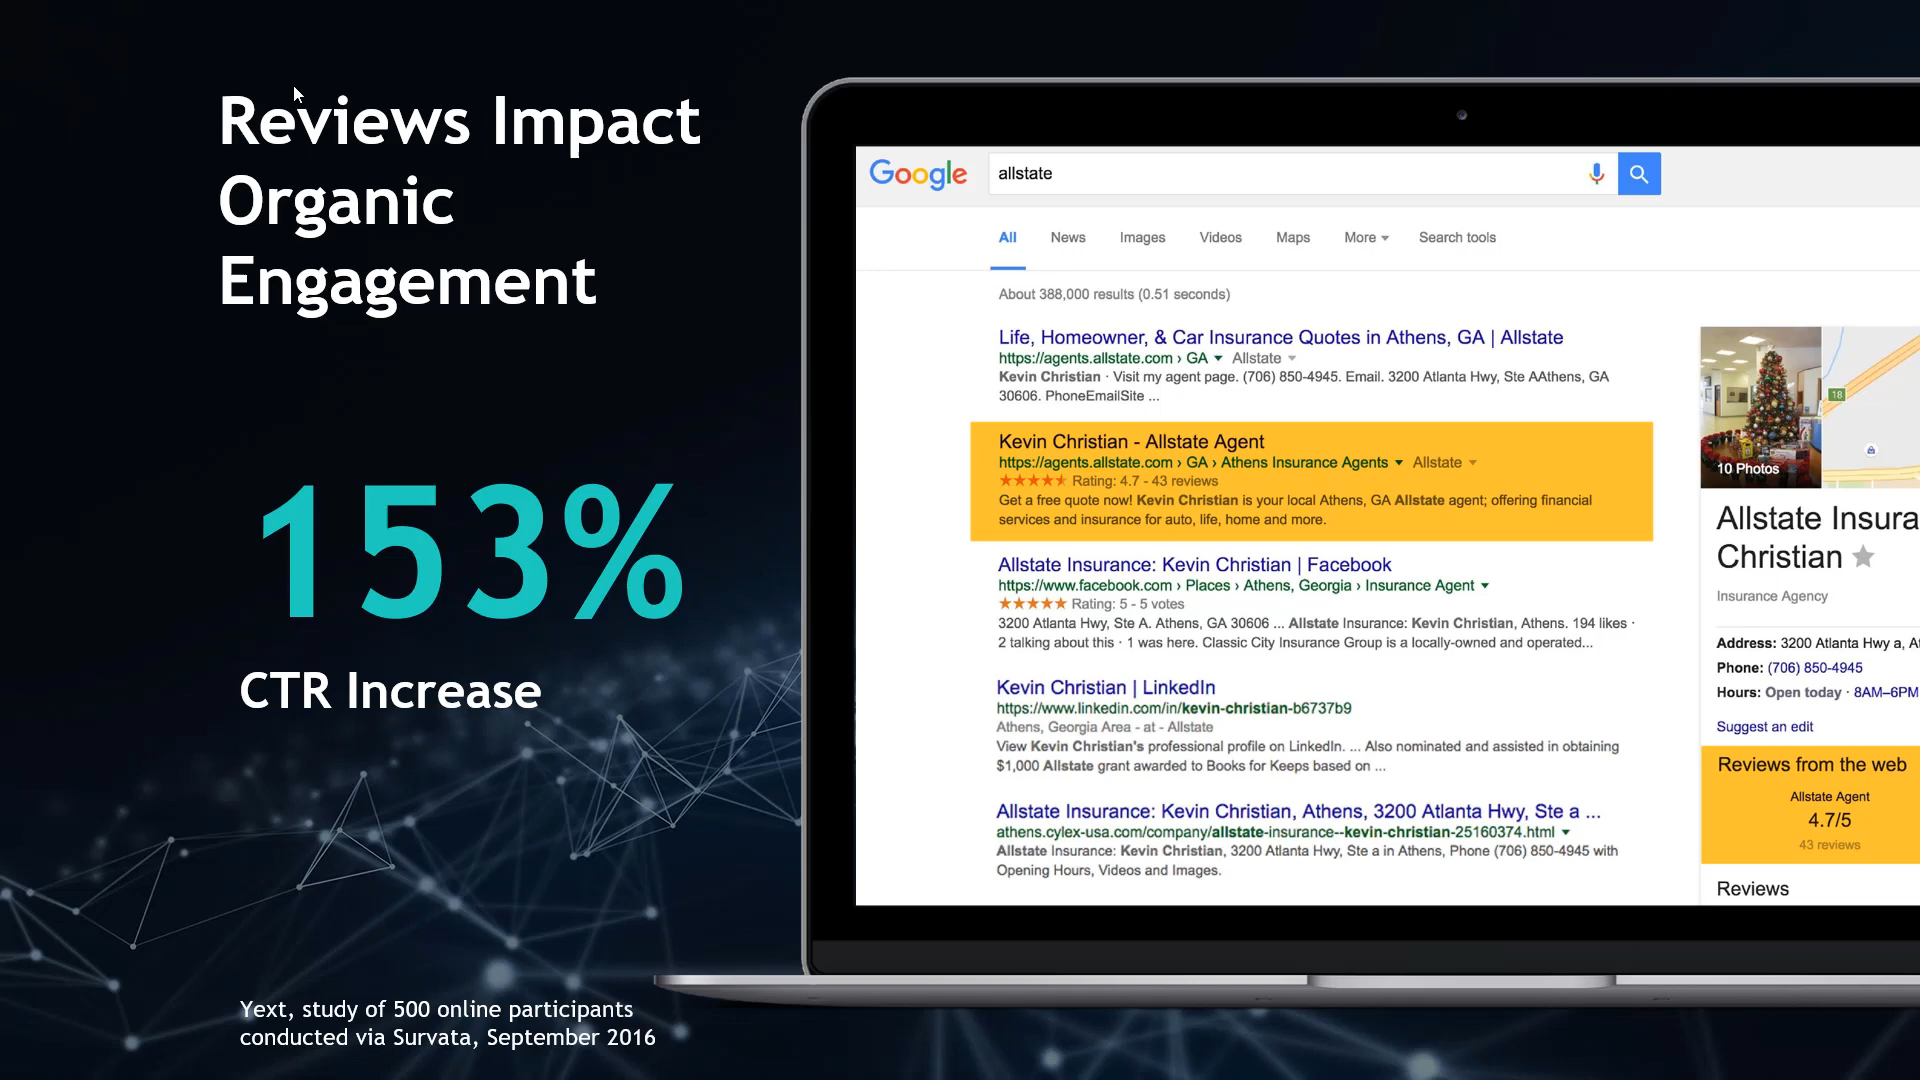 Reviews Impact
Organic
Engagement
153%
CTR Increase
Yext, study of 500 online participants
conducted via Survata, September 2016
Google
allstate
All News Images Videos Maps More Search tools
About 388,000 results (0.51 seconds)
Life, Homeowner, & Car Insurance Quotes in Athens, GA | Allstate
https://agents.allstate.com › GA Allstate
Kevin Christian · Visit my agent page. (706) 850-4945. Email. 3200 Atlanta Hwy, Ste AAthens, GA
30606. PhoneEmailSite ...
Kevin Christian - Allstate Agent
https://agents.allstate.com › GA › Athens Insurance Agents Allstate
Rating: 4.7 - 43 reviews
Get a free quote now! Kevin Christian is your local Athens, GA Allstate agent; offering financial
services and insurance for auto, life, home and more.
Allstate Insurance: Kevin Christian | Facebook
https://www.facebook.com › Places › Athens, Georgia › Insurance Agent
Rating: 5 - 5 votes
3200 Atlanta Hwy, Ste A. Athens, GA 30606 ... Allstate Insurance: Kevin Christian, Athens. 194 likes ·
2 talking about this · 1 was here. Classic City Insurance Group is a locally-owned and operated...
Kevin Christian | LinkedIn
https://www.linkedin.com/in/kevin-christian-b6737b9
Athens, Georgia Area - at - Allstate
View Kevin Christian's professional profile on LinkedIn. ... Also nominated and assisted in obtaining
$1,000 Allstate grant awarded to Books for Keeps based on ...
Allstate Insurance: Kevin Christian, Athens, 3200 Atlanta Hwy, Ste a ...
athens.cylex-usa.com/company/allstate-insurance--kevin-christian-25160374.html
Allstate Insurance: Kevin Christian, 3200 Atlanta Hwy, Ste a in Athens, Phone (706) 850-4945 with
Opening Hours, Videos and Images.
10 Photos
18
Allstate Insura
Christian
Insurance Agency
Address: 3200 Atlanta Hwy a, A
Phone: (706) 850-4945
Hours: Open today · 8AM–6PM
Suggest an edit
Reviews from the web
Allstate Agent
4.7/5
43 reviews
Reviews